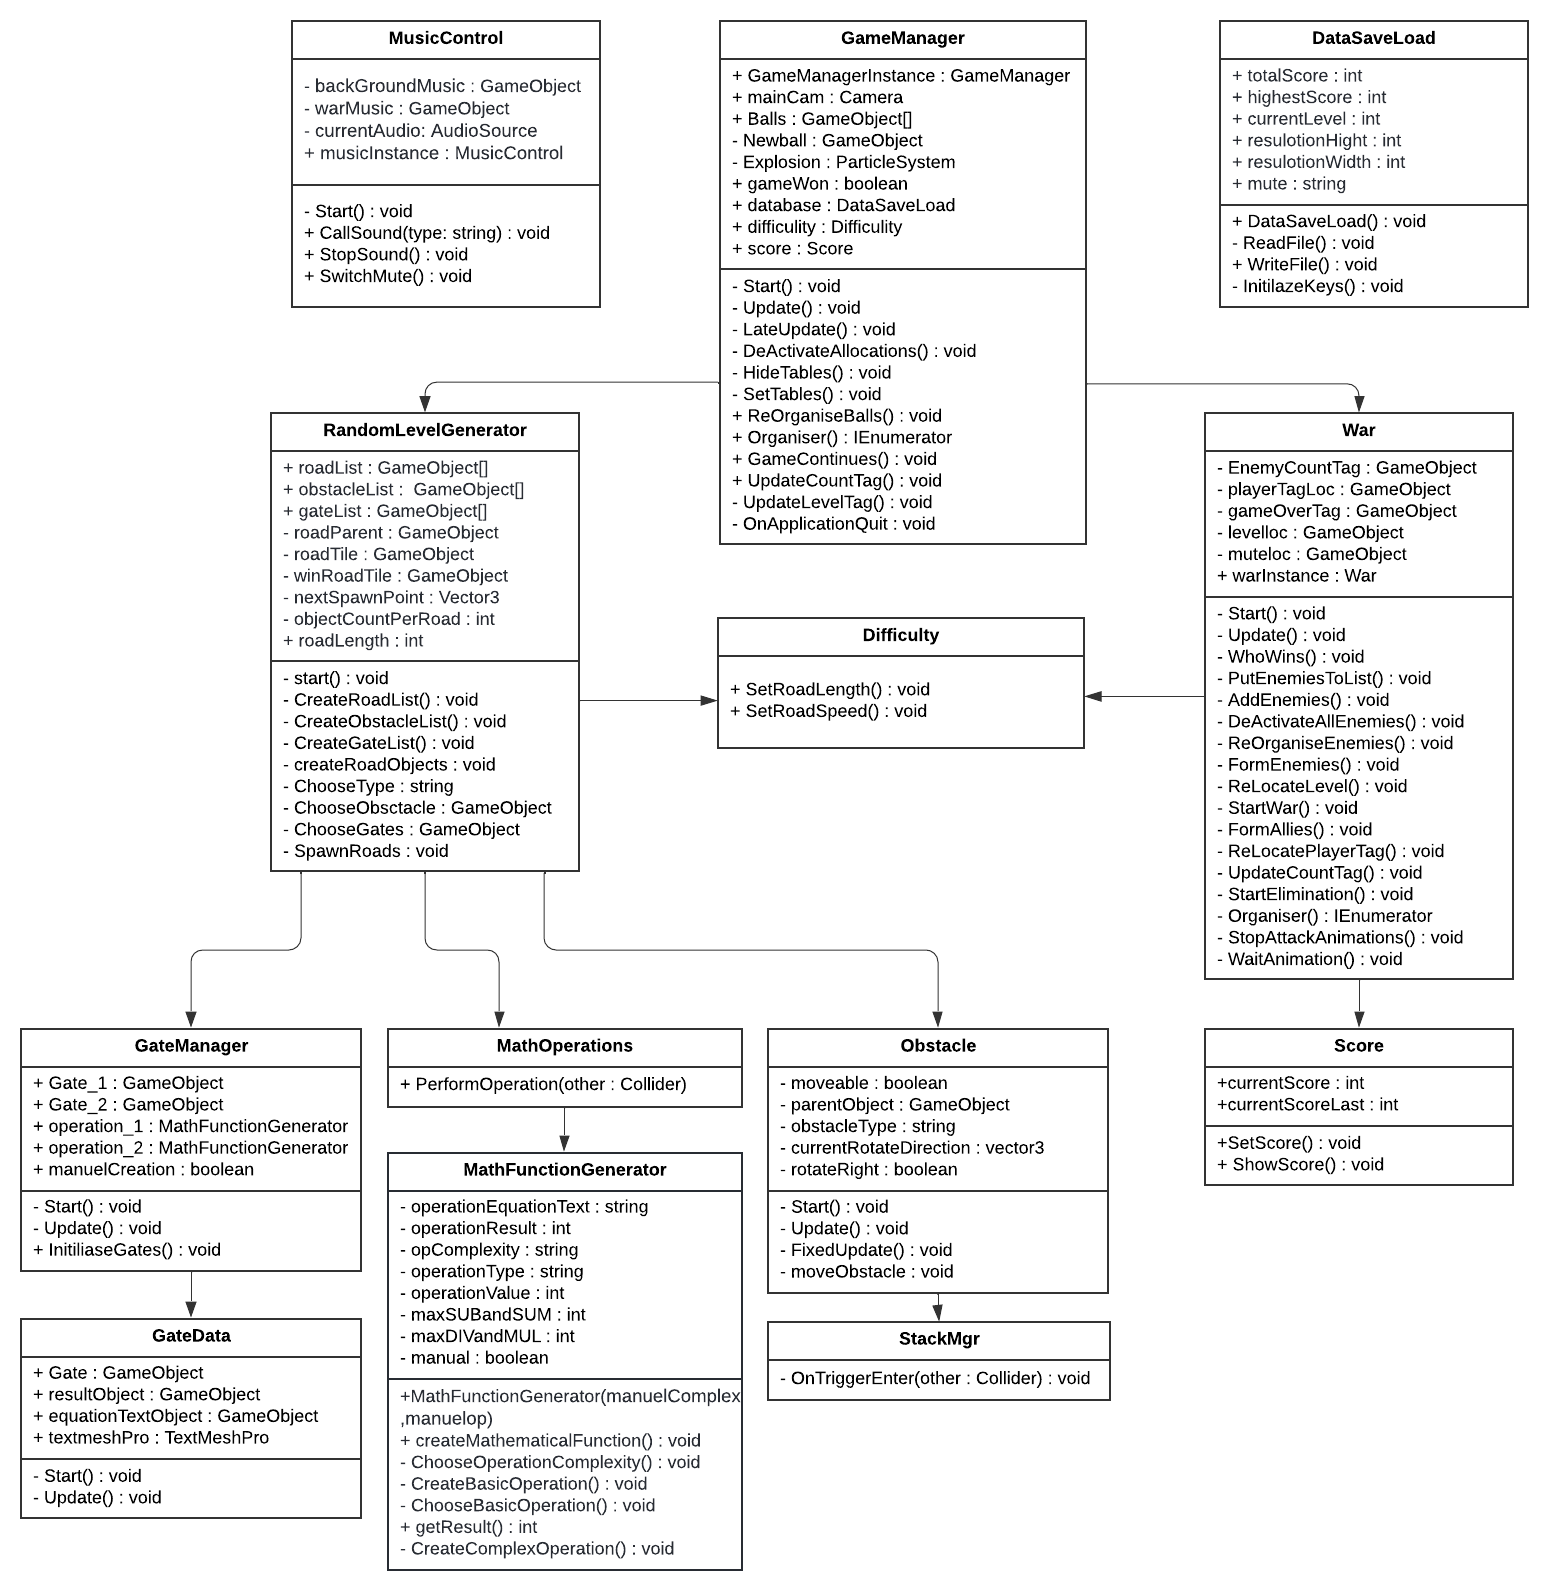 MusicControl
- backGroundMusic : GameObject
- warMusic : GameObject
- currentAudio: AudioSource
+ musicInstance : MusicControl
- Start() : void
+ CallSound(type: string) : void
+ StopSound() : void
+ SwitchMute() : void
GameManager
+ GameManagerInstance : GameManager
+ mainCam : Camera
+ Balls : GameObject[]
- Newball : GameObject
- Explosion : ParticleSystem
+ gameWon : boolean
+ database : DataSaveLoad
+ difficulity : Difficulity
+ score : Score
- Start() : void
- Update() : void
- LateUpdate() : void
- DeActivateAllocations() : void
- HideTables() : void
- SetTables() : void
+ ReOrganiseBalls() : void
+ Organiser() : IEnumerator
+ GameContinues() : void
+ UpdateCountTag() : void
- UpdateLevelTag() : void
- OnApplicationQuit : void
DataSaveLoad
+ totalScore : int
+ highestScore : int
+ currentLevel : int
+ resulotionHight : int
+ resulotionWidth : int
+ mute : string
+ DataSaveLoad() : void
- ReadFile() : void
+ WriteFile() : void
- InitilazeKeys() : void
RandomLevelGenerator
+ roadList : GameObject[]
+ obstacleList :  GameObject[]
+ gateList : GameObject[]
- roadParent : GameObject
- roadTile : GameObject
- winRoadTile : GameObject
- nextSpawnPoint : Vector3
- objectCountPerRoad : int
+ roadLength : int
- start() : void
- CreateRoadList() : void
- CreateObstacleList() : void
- CreateGateList() : void
- createRoadObjects : void
- ChooseType : string
- ChooseObsctacle : GameObject
- ChooseGates : GameObject
- SpawnRoads : void
Difficulty
+ SetRoadLength() : void
+ SetRoadSpeed() : void
War
- EnemyCountTag : GameObject
- playerTagLoc : GameObject
- gameOverTag : GameObject
- levelloc : GameObject
- muteloc : GameObject
+ warInstance : War
- Start() : void
- Update() : void
- WhoWins() : void
- PutEnemiesToList() : void
- AddEnemies() : void
- DeActivateAllEnemies() : void
- ReOrganiseEnemies() : void
- FormEnemies() : void
- ReLocateLevel() : void
- StartWar() : void
- FormAllies() : void
- ReLocatePlayerTag() : void
- UpdateCountTag() : void
- StartElimination() : void
- Organiser() : IEnumerator
- StopAttackAnimations() : void
- WaitAnimation() : void
GateManager
+ Gate_1 : GameObject
+ Gate_2 : GameObject
+ operation_1 : MathFunctionGenerator
+ operation_2 : MathFunctionGenerator
+ manuelCreation : boolean
- Start() : void
- Update() : void
+ InitiliaseGates() : void
GateData
+ Gate : GameObject
+ resultObject : GameObject
+ equationTextObject : GameObject
+ textmeshPro : TextMeshPro
- Start() : void
- Update() : void
MathOperations
+ PerformOperation(other : Collider)
MathFunctionGenerator
- operationEquationText : string
- operationResult : int
- opComplexity : string
- operationType : string
- operationValue : int
- maxSUBandSUM : int
- maxDIVandMUL : int
- manual : boolean
+MathFunctionGenerator(manuelComplex
,manuelop)
+ createMathematicalFunction() : void
- ChooseOperationComplexity() : void
- CreateBasicOperation() : void
- ChooseBasicOperation() : void
+ getResult() : int
- CreateComplexOperation() : void
Obstacle
- moveable : boolean
- parentObject : GameObject
- obstacleType : string
- currentRotateDirection : vector3
- rotateRight : boolean
- Start() : void
- Update() : void
- FixedUpdate() : void
- moveObstacle : void
StackMgr
- OnTriggerEnter(other : Collider) : void
Score
+currentScore : int
+currentScoreLast : int
+SetScore() : void
+ ShowScore() : void